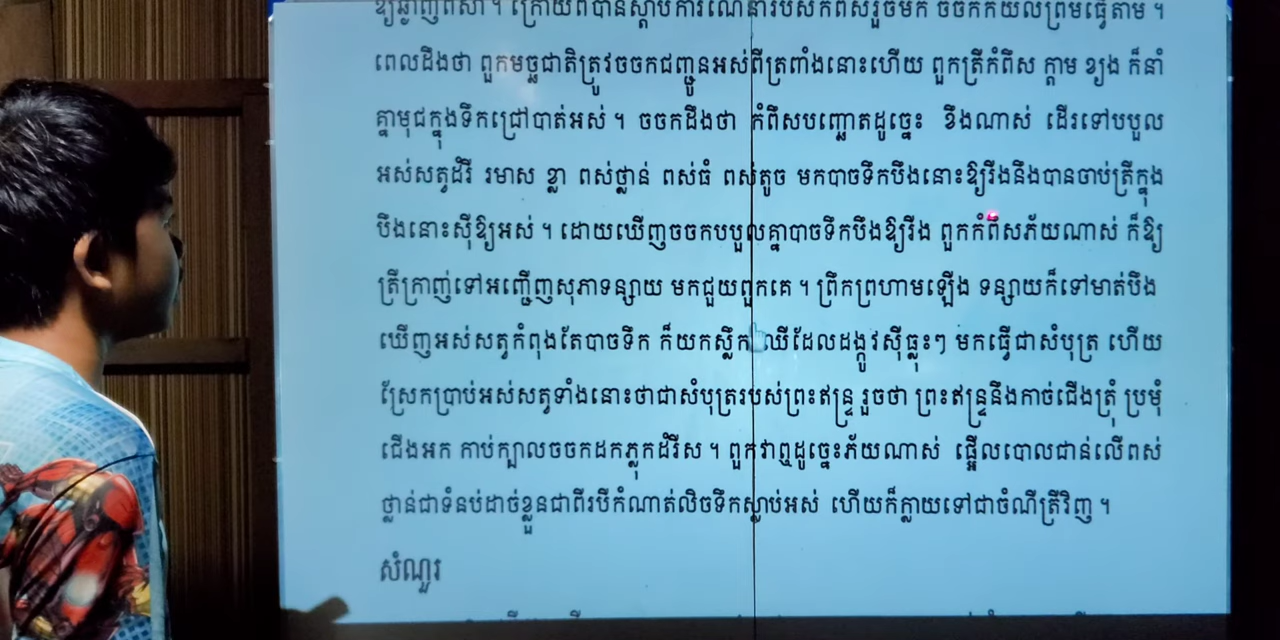 ឱ្យឆ្លាញ់ពិសា ។ ក្រោយពីបានស្ដាប់ការណែនាំរបស់កំពិសរួចមក ចចកក៏យល់ព្រមធ្វើតាម ។
ពេលដឹងថា ពួកមច្ឆជាតិត្រូវចចកជញ្ជូនអស់ពីត្រពាំងនោះហើយ ពួកត្រីកំពិស ក្ដាម ខ្យង ក៏នាំ
គ្នាមុជក្នុងទឹកជ្រៅបាត់អស់ ។ ចចកដឹងថា កំពិសបញ្ឆោតដូច្នេះ ខឹងណាស់ ដើរទៅបបួល
អស់សត្វដំរី រមាស ខ្លា ពស់ថ្លាន់ ពស់ធំ ពស់តូច មកបាចទឹកបឹងនោះឱ្យរីងនឹងបានចាប់ត្រីក្នុង
បឹងនោះស៊ីឱ្យអស់ ។ ដោយឃើញចចកបបួលគ្នាបាចទឹកបឹងឱ្យរីង ពួកកំពិសភ័យណាស់ ក៏ឱ្យ
ត្រីក្រាញ់ទៅអញ្ជើញសុភាទន្សាយ មកជួយពួកគេ ។ ព្រឹកព្រហាមឡើង ទន្សាយក៏ទៅមាត់បឹង
ឃើញអស់សត្វកំពុងតែបាចទឹក ក៏យកស្លឹកឈើដែលដង្កូវស៊ីធ្លុះៗ មកធ្វើជាសំបុត្រ ហើយ
ស្រែកប្រាប់អស់សត្វទាំងនោះថាជាសំបុត្ររបស់ព្រះឥន្ទ្រ រួចថា ព្រះឥន្ទ្រនឹងកាច់ជើងត្រុំ ប្រមុំ
ជើងអក កាប់ក្បាលចចកដកភ្លុកដំរីស ។ ពួកវាឮដូច្នេះភ័យណាស់ ផ្អើលបោលជាន់លើពស់
ថ្លាន់ជាទំនប់ដាច់ខ្លួនជាពីរបីកំណាត់លិចទឹកស្លាប់អស់ ហើយក៏ក្លាយទៅជាចំណីត្រីវិញ ។
សំណួរ